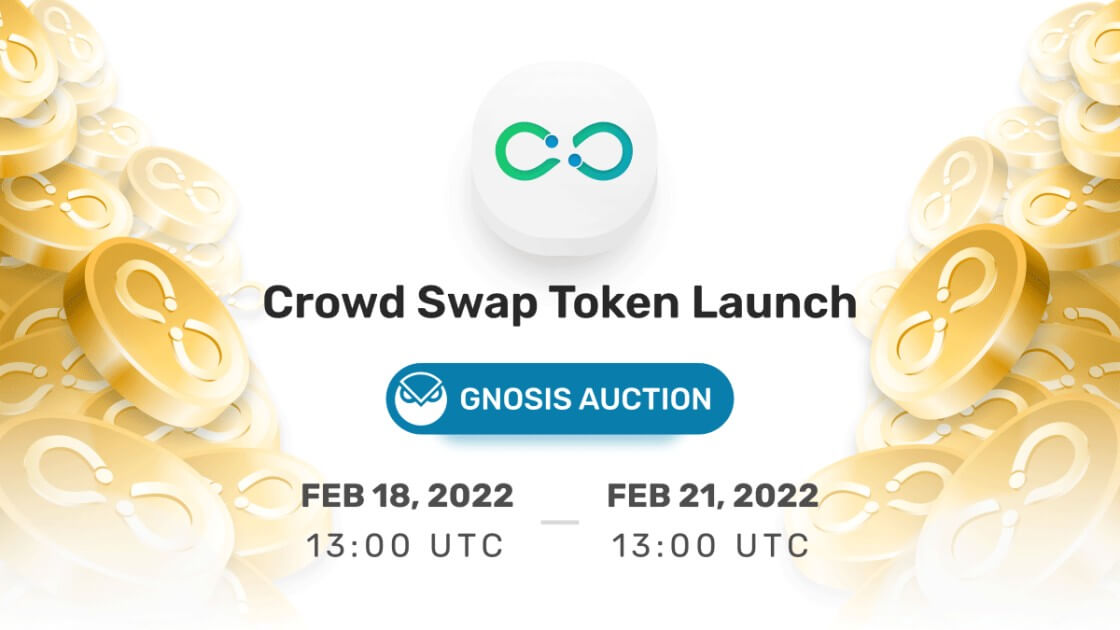 Crowd Swap Token Launch
GNOSIS AUCTION
FEB 18, 2022 — FEB 21, 2022
13:00 UTC 13:00 UTC